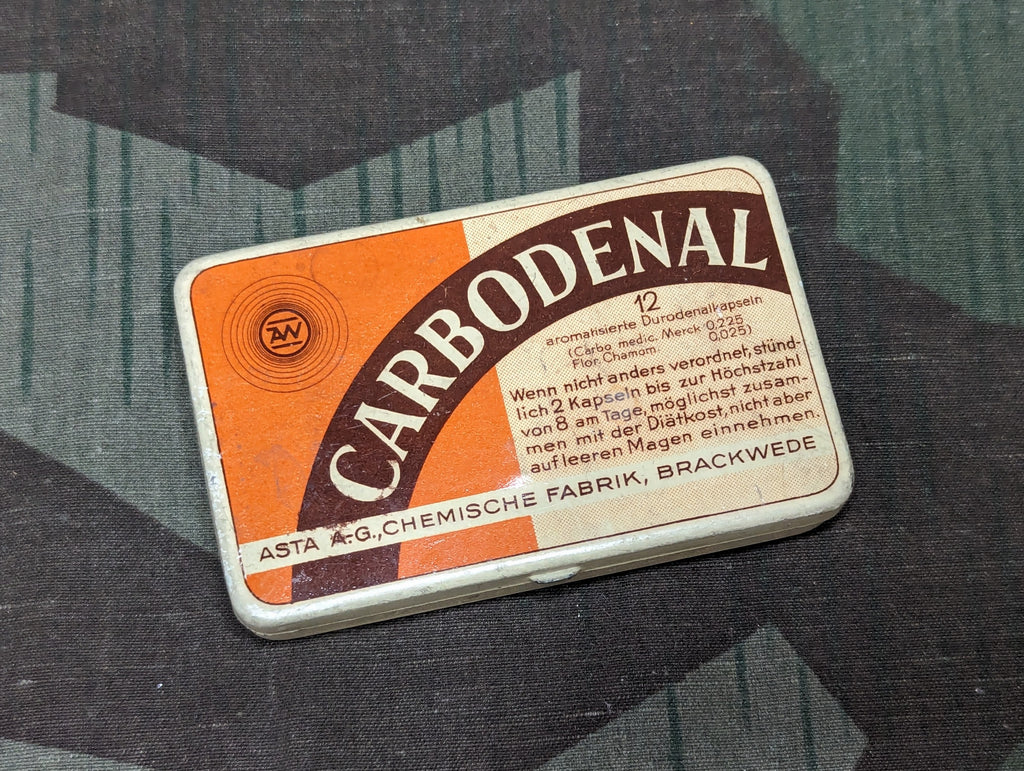 AW
CARBODENAL
12
aromatisierte Durodenalkapseln
(Carbo medic. Merck 0,225
Flor. Chamom. 0,025)
Wenn nicht anders verordnet, stünd-
lich 2 Kapseln bis zur Höchstzahl
von 8 am Tage, möglichst zusam-
men mit der Diätkost, nicht aber
auf leeren Magen einnehmen.
ASTA A.-G., CHEMISCHE FABRIK, BRACKWEDE